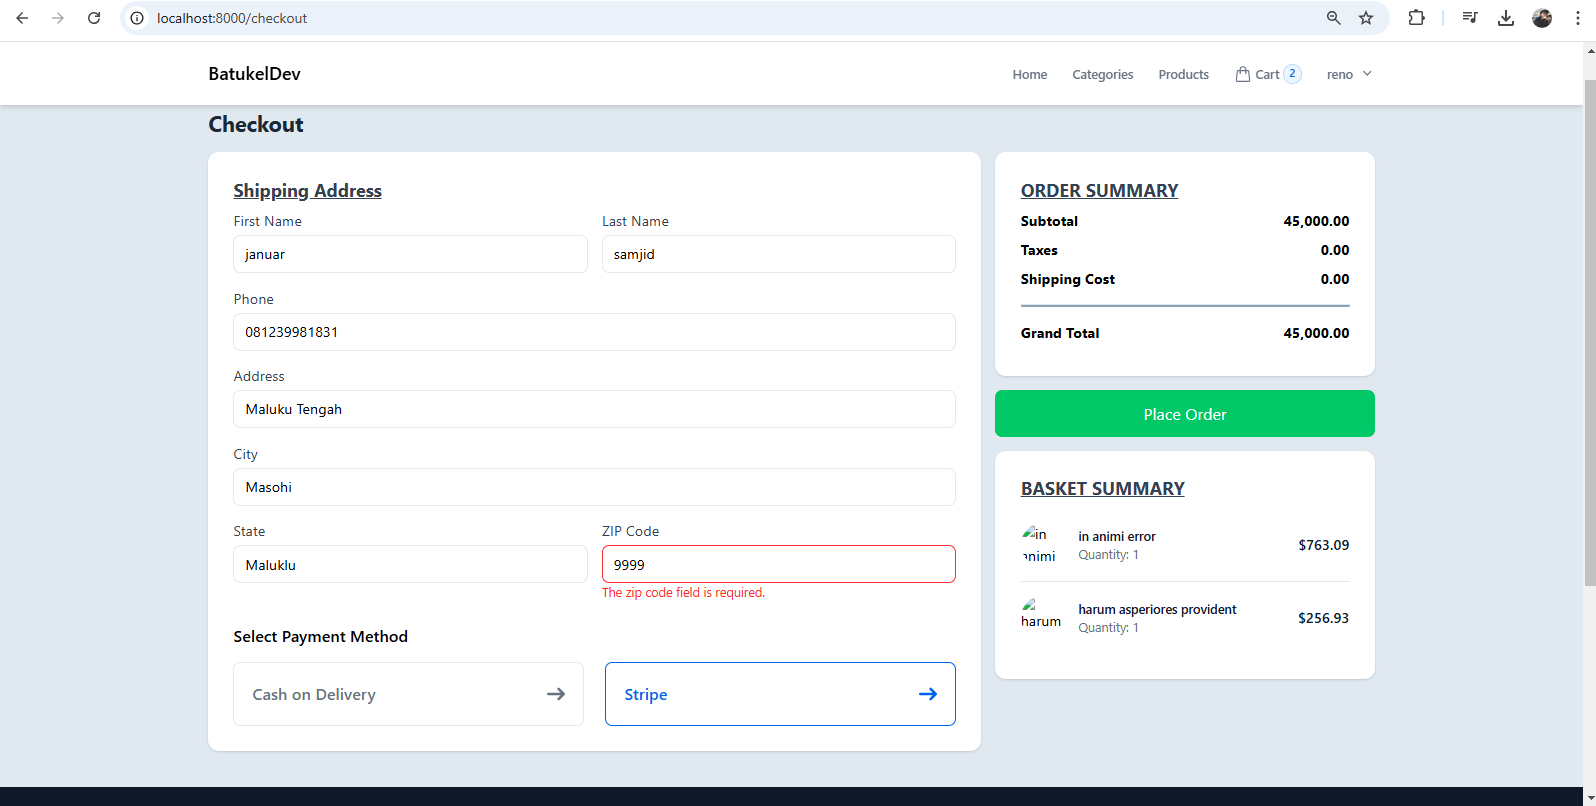 localhost:8000/checkout
BatukelDev
Home Categories Products Cart 2 reno
Checkout
Shipping Address
First Name Last Name
januar samjid
Phone
081239981831
Address
Maluku Tengah
City
Masohi
State ZIP Code
Maluklu 9999
The zip code field is required.
Select Payment Method
Cash on Delivery Stripe
ORDER SUMMARY
Subtotal 45,000.00
Taxes 0.00
Shipping Cost 0.00
Grand Total 45,000.00
Place Order
BASKET SUMMARY
in
animi
in animi error
Quantity: 1
$763.09
harum
harum asperiores provident
Quantity: 1
$256.93